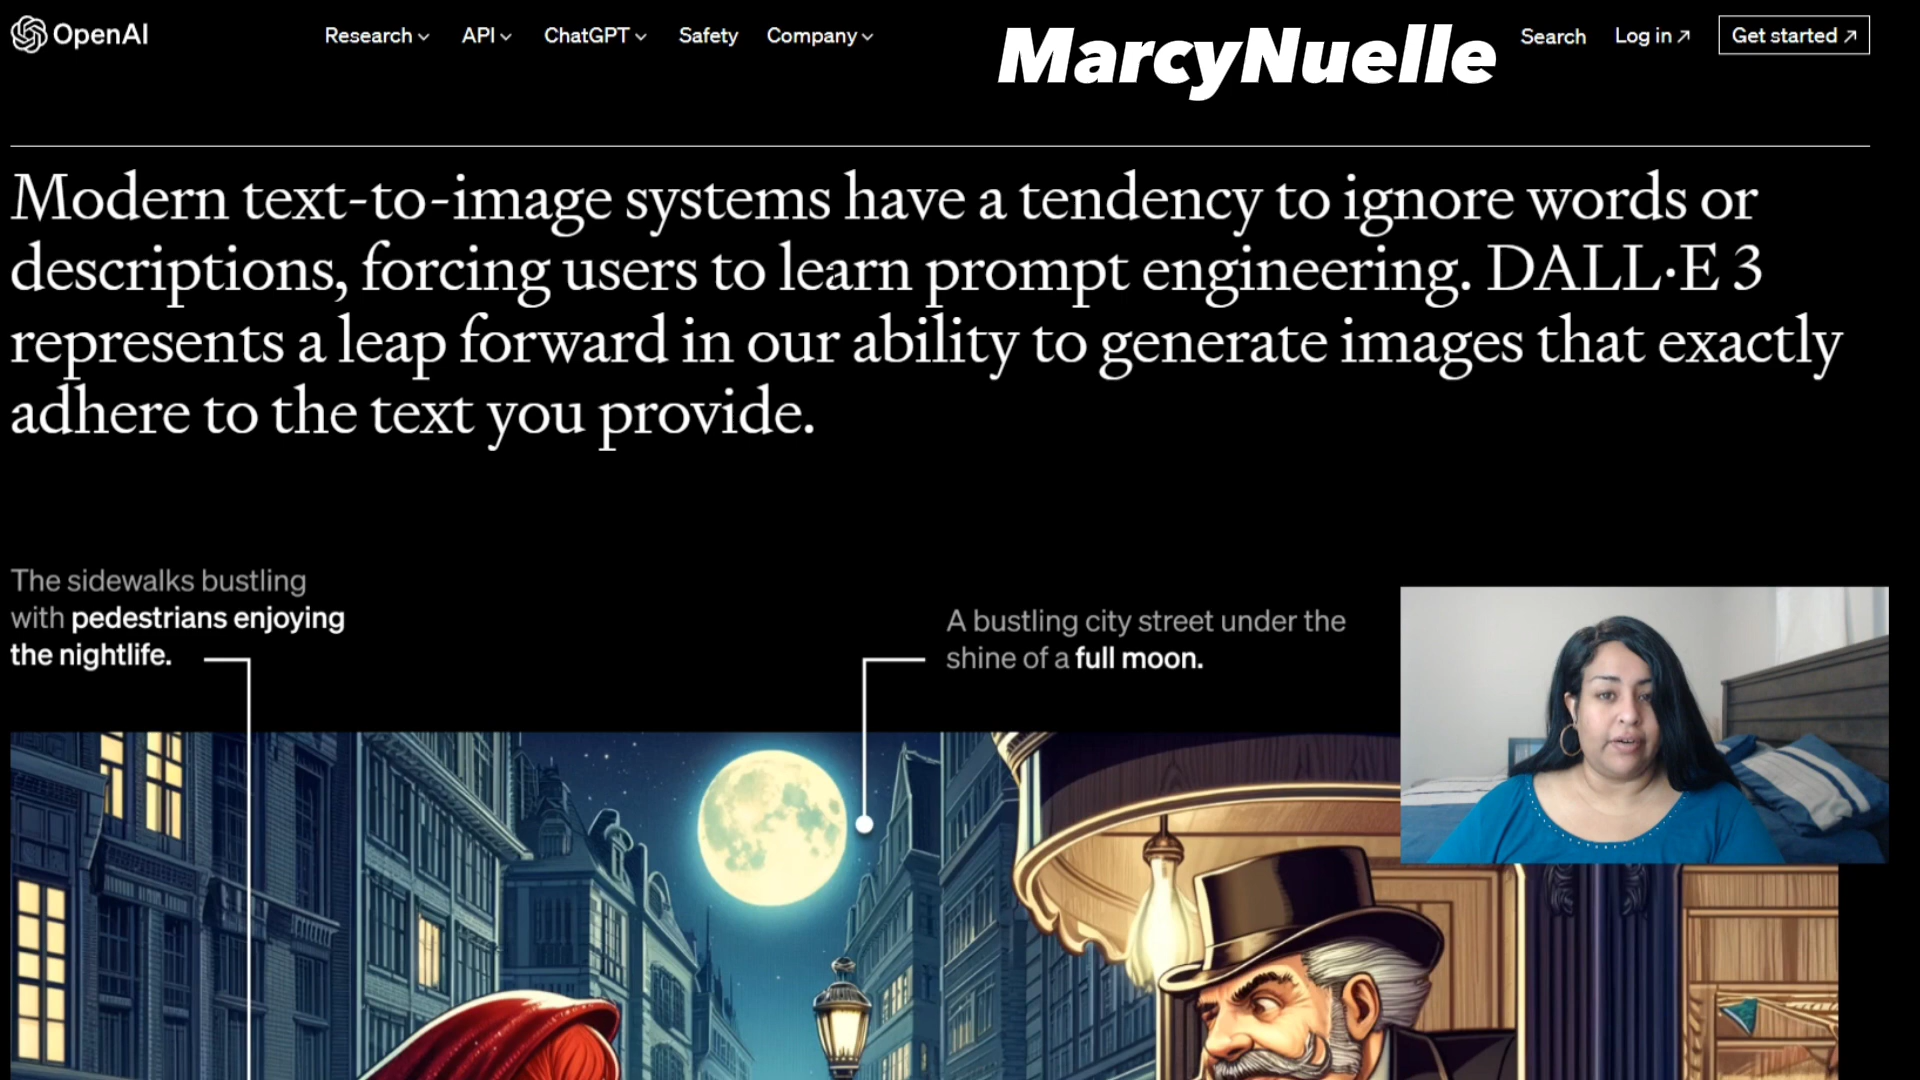 OpenAI
Research
API
ChatGPT
Safety
Company
MarcyNuelle
Search
Log in ↗
Get started ↗
Modern text-to-image systems have a tendency to ignore words or
descriptions, forcing users to learn prompt engineering. DALL·E 3
represents a leap forward in our ability to generate images that exactly
adhere to the text you provide.
The sidewalks bustling
with pedestrians enjoying
the nightlife.
A bustling city street under the
shine of a full moon.